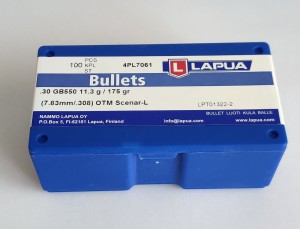 100 PCS KPL ST
4PL7061
L LAPUA
Bullets
.30 GB550 11.3 g / 175 gr
(7.83mm/.308) OTM Scenar-L
LPT01322-2
NAMMO LAPUA OY
P.O.Box 5, FI-62101 Lapua, Finland
BULLET LUOTI KULA BALLE
info@lapua.com
www.lapua.com